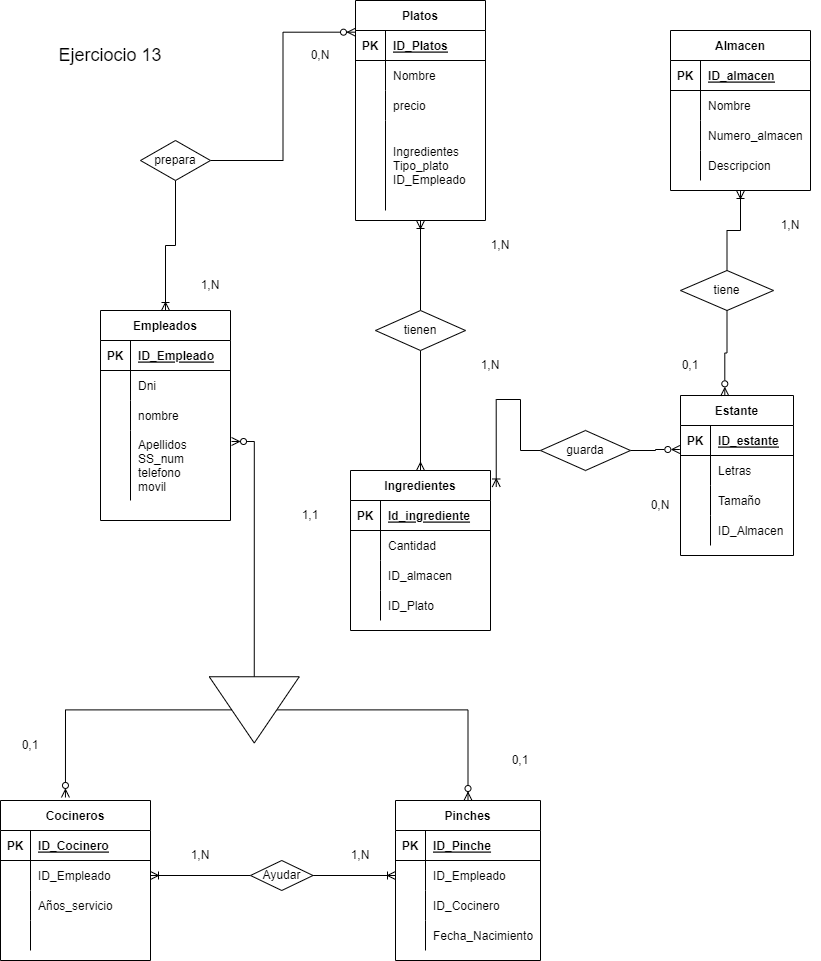 Ejerciocio 13
Platos
PK ID_Platos
Nombre
precio
Ingredientes
Tipo_plato
ID_Empleado
0,N
prepara
1,N
1,N
Almacen
PK ID_almacen
Nombre
Numero_almacen
Descripcion
1,N
tiene
0,1
Empleados
PK ID_Empleado
Dni
nombre
Apellidos
SS_num
telefono
movil
tienen
1,N
guarda
Estante
PK ID_estante
Letras
Tamaño
ID_Almacen
0,N
1,1
Ingredientes
PK Id_ingrediente
Cantidad
ID_almacen
ID_Plato
0,1
0,1
Cocineros
PK ID_Cocinero
ID_Empleado
Años_servicio
1,N
Ayudar
1,N
Pinches
PK ID_Pinche
ID_Empleado
ID_Cocinero
Fecha_Nacimiento